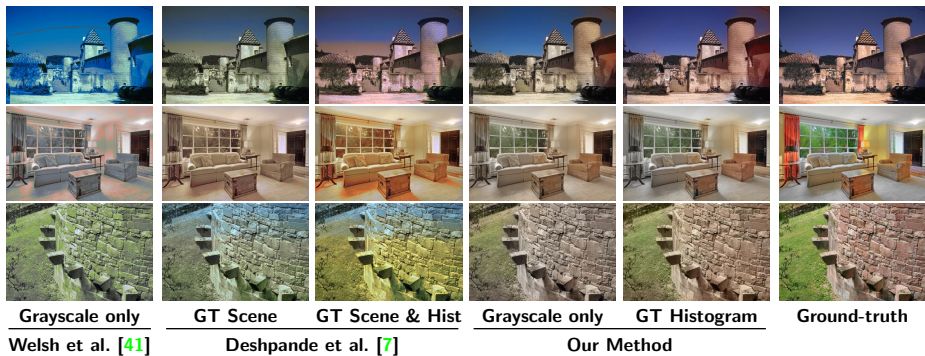 Grayscale only GT Scene GT Scene & Hist Grayscale only GT Histogram Ground-truth
Welsh et al. [41] Deshpande et al. [7] Our Method